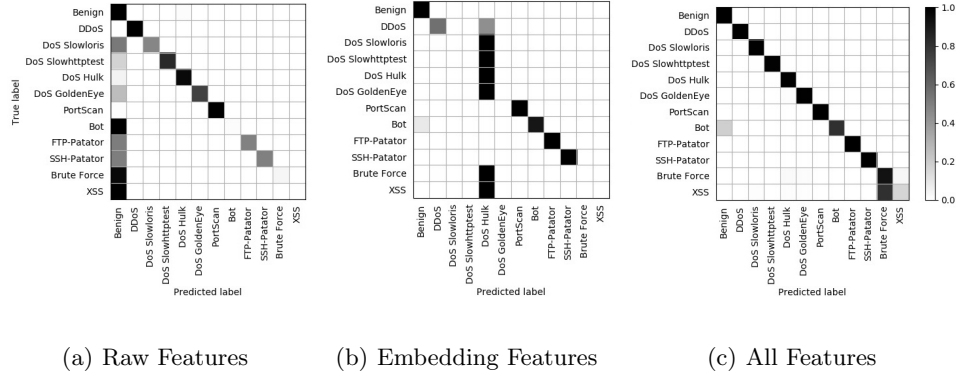 True label
Benign
DDoS
DoS Slowloris
DoS Slowhttptest
DoS Hulk
DoS GoldenEye
PortScan
Bot
FTP-Patator
SSH-Patator
Brute Force
XSS
Benign
DDoS
DoS Slowloris
DoS Slowhttptest
DoS Hulk
DoS GoldenEye
PortScan
Bot
FTP-Patator
SSH-Patator
Brute Force
XSS
Predicted label
(a) Raw Features
Benign
DDoS
DoS Slowloris
DoS Slowhttptest
DoS Hulk
DoS GoldenEye
PortScan
Bot
FTP-Patator
SSH-Patator
Brute Force
XSS
Benign
DDoS
DoS Slowloris
DoS Slowhttptest
DoS Hulk
DoS GoldenEye
PortScan
Bot
FTP-Patator
SSH-Patator
Brute Force
XSS
Predicted label
(b) Embedding Features
Benign
DDoS
DoS Slowloris
DoS Slowhttptest
DoS Hulk
DoS GoldenEye
PortScan
Bot
FTP-Patator
SSH-Patator
Brute Force
XSS
Benign
DDoS
DoS Slowloris
DoS Slowhttptest
DoS Hulk
DoS GoldenEye
PortScan
Bot
FTP-Patator
SSH-Patator
Brute Force
XSS
Predicted label
1.0
0.8
0.6
0.4
0.2
0.0
(c) All Features